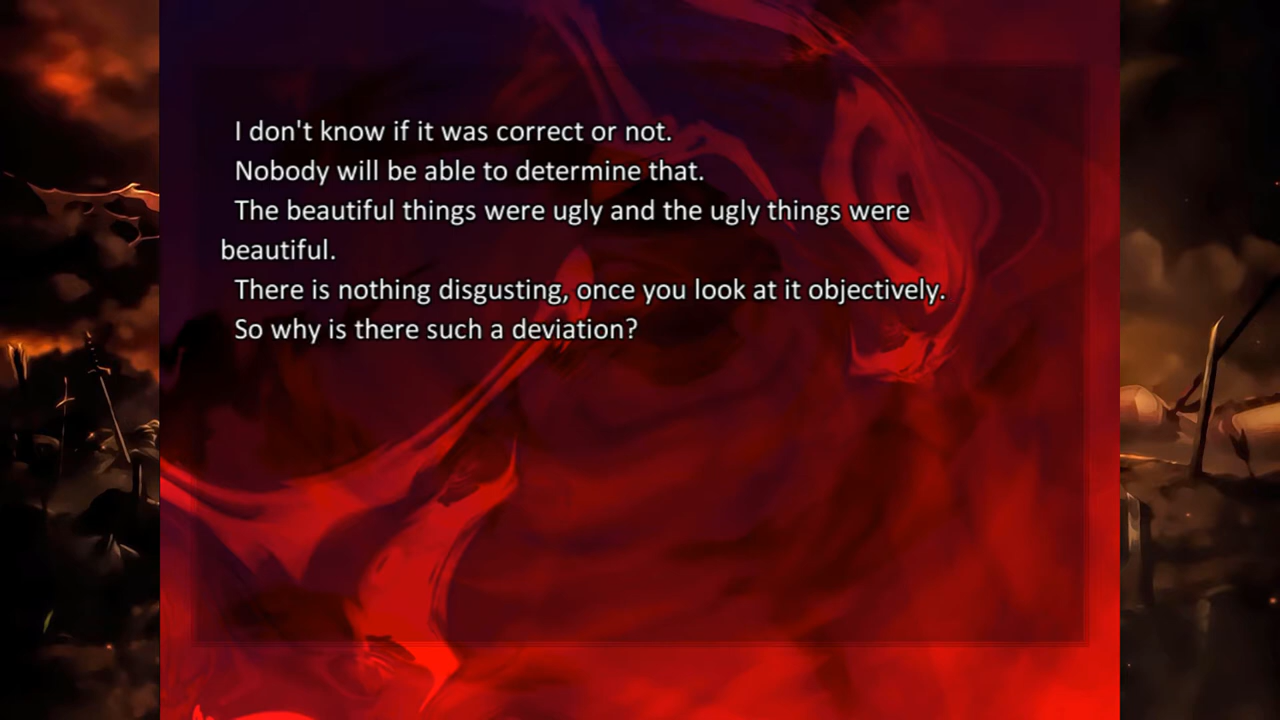 I don't know if it was correct or not.
Nobody will be able to determine that.
The beautiful things were ugly and the ugly things were
beautiful.
There is nothing disgusting, once you look at it objectively.
So why is there such a deviation?